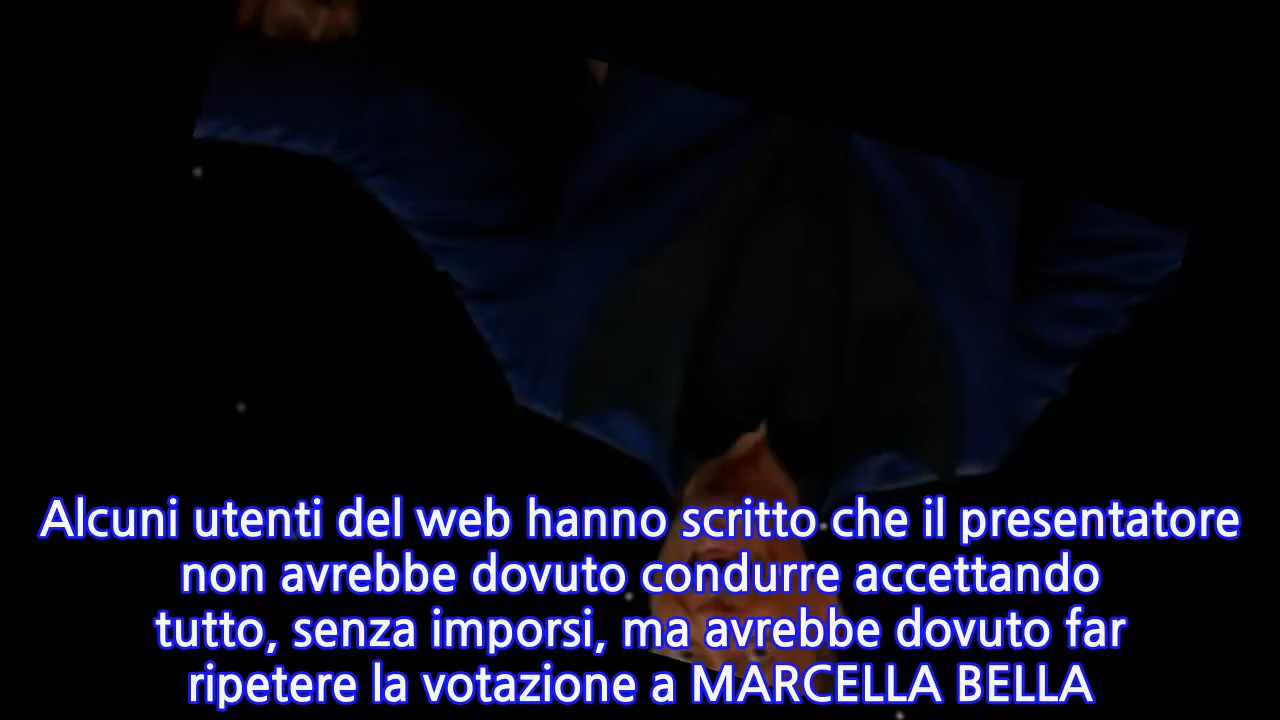 Alcuni utenti del web hanno scritto che il presentatore
non avrebbe dovuto condurre accettando
tutto, senza imporsi, ma avrebbe dovuto far
ripetere la votazione a MARCELLA BELLA